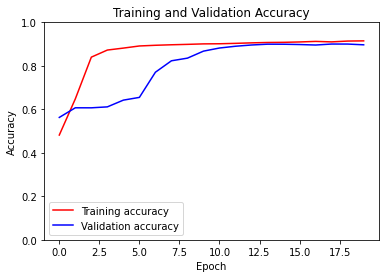 Training and Validation Accuracy
Accuracy
1.0
0.8
0.6
0.4
0.2
0.0
Training accuracy
Validation accuracy
0.0 2.5 5.0 7.5 10.0 12.5 15.0 17.5
Epoch